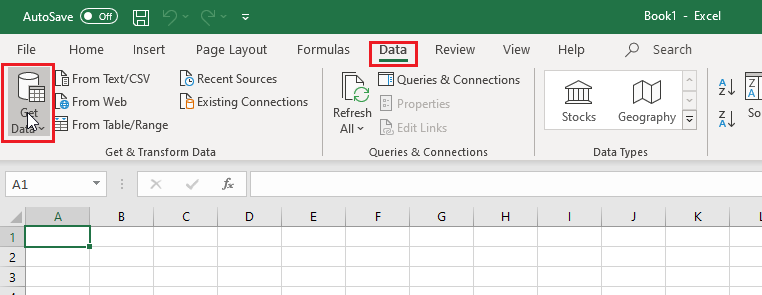 AutoSave Off Book1 - Excel
File Home Insert Page Layout Formulas Data Review View Help Search
Get Data
From Text/CSV
From Web
From Table/Range
Recent Sources
Existing Connections
Get & Transform Data
Refresh All
Queries & Connections
Properties
Edit Links
Queries & Connections
Stocks
Geography
Data Types
A Z
Z A
Z A
So
A1 fx
A B C D E F G H I J K L
1
2
3
4